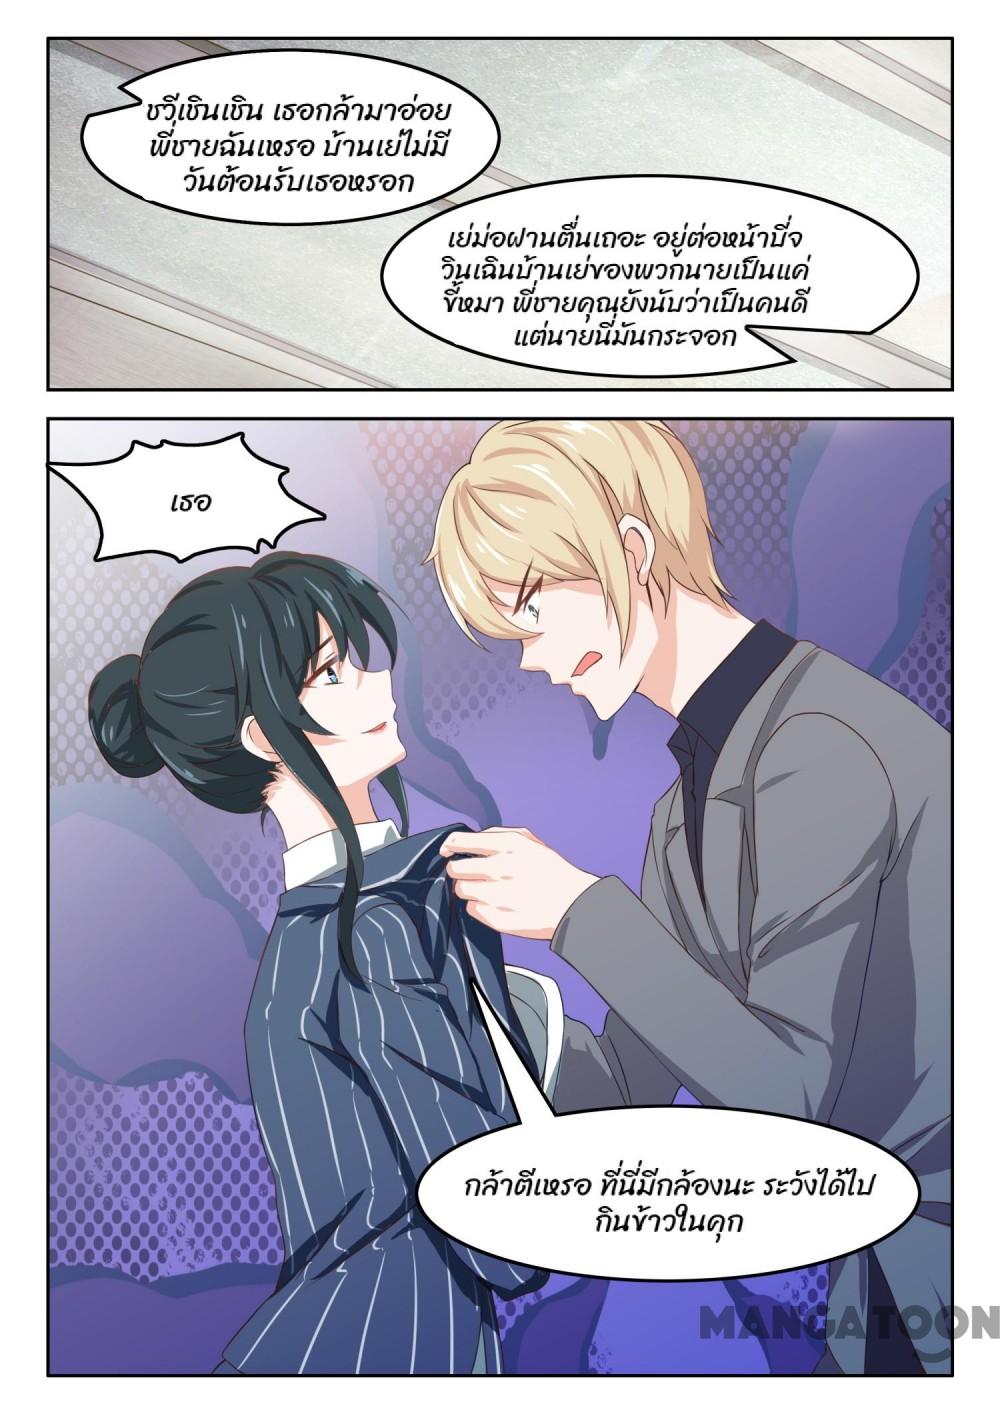 ชวีเชินเชิน เธอกล้ามาอ่อย
พี่ชายฉันเหรอ บ้านเย่ไม่มี
วันต้อนรับเธอหรอก
เย่ม่อฝานตื่นเถอะ อยู่ต่อหน้าบี่จ
วินเฉินบ้านเย่ของพวกนายเป็นแค่
ขี้หมา พี่ชายคุณยังนับว่าเป็นคนดี
แต่นายนี่มันกระจอก
เธอ
กล้าตีเหรอ ที่นี่มีกล้องนะ ระวังได้ไป
กินข้าวในคุก
MANGATOON